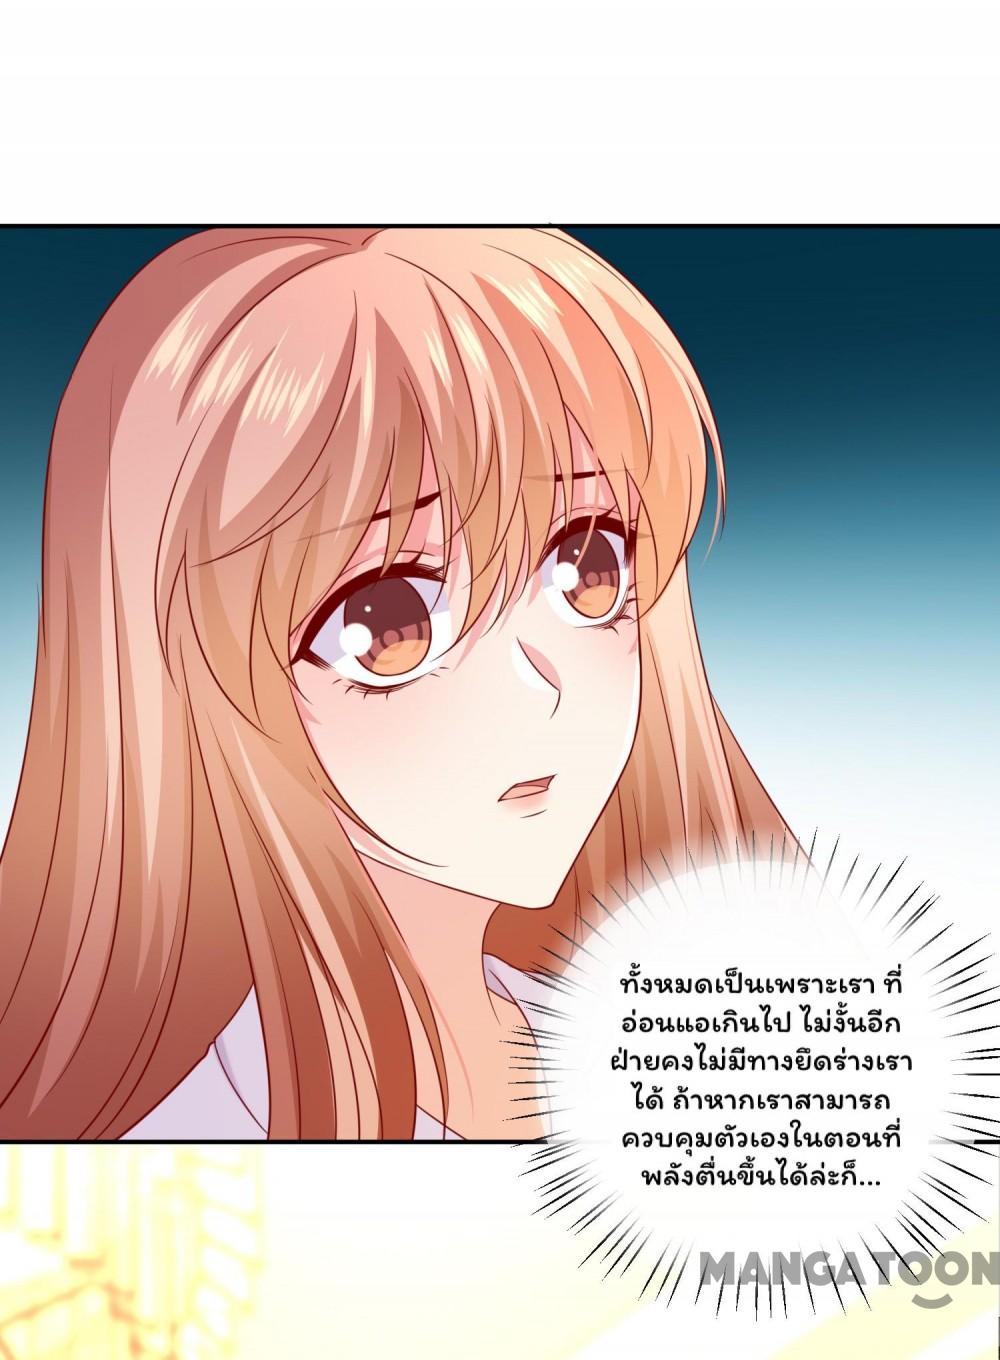 ทั้งหมดเป็นเพราะเรา ที่
อ่อนแอเกินไป ไม่งั้นอีก
ฝ่ายคงไม่มีทางยึดร่างเรา
ได้ ถ้าหากเราสามารถ
ควบคุมตัวเองในตอนที่
พลังตื่นขึ้นได้ล่ะก็...
MANGATOON